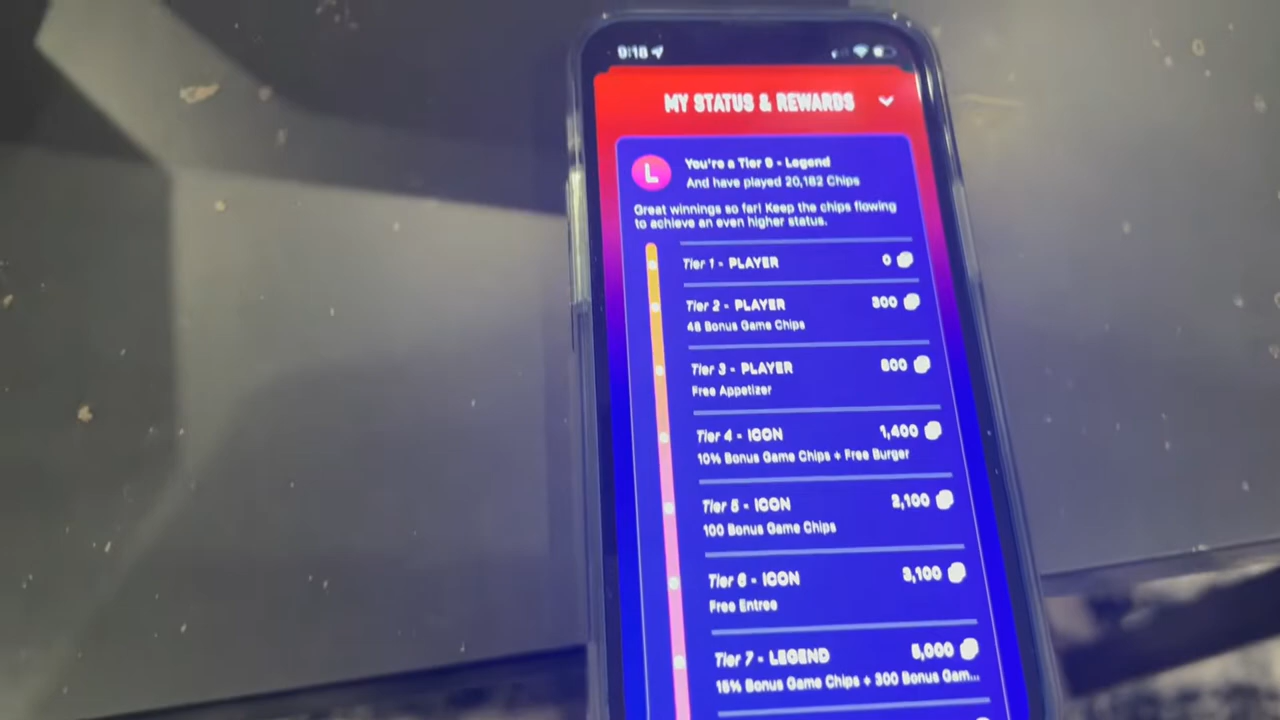 9:18
MY STATUS & REWARDS
L
You're a Tier 9 - Legend
And have played 20,182 Chips
Great winnings so far! Keep the chips flowing
to achieve an even higher status.
Tier 1 - PLAYER 0
Tier 2 - PLAYER 300
48 Bonus Game Chips
Tier 3 - PLAYER 800
Free Appetizer
Tier 4 - ICON 1,400
10% Bonus Game Chips + Free Burger
Tier 5 - ICON 2,100
100 Bonus Game Chips
Tier 6 - ICON 3,100
Free Entree
Tier 7 - LEGEND 5,000
15% Bonus Game Chips + 300 Bonus Gam...